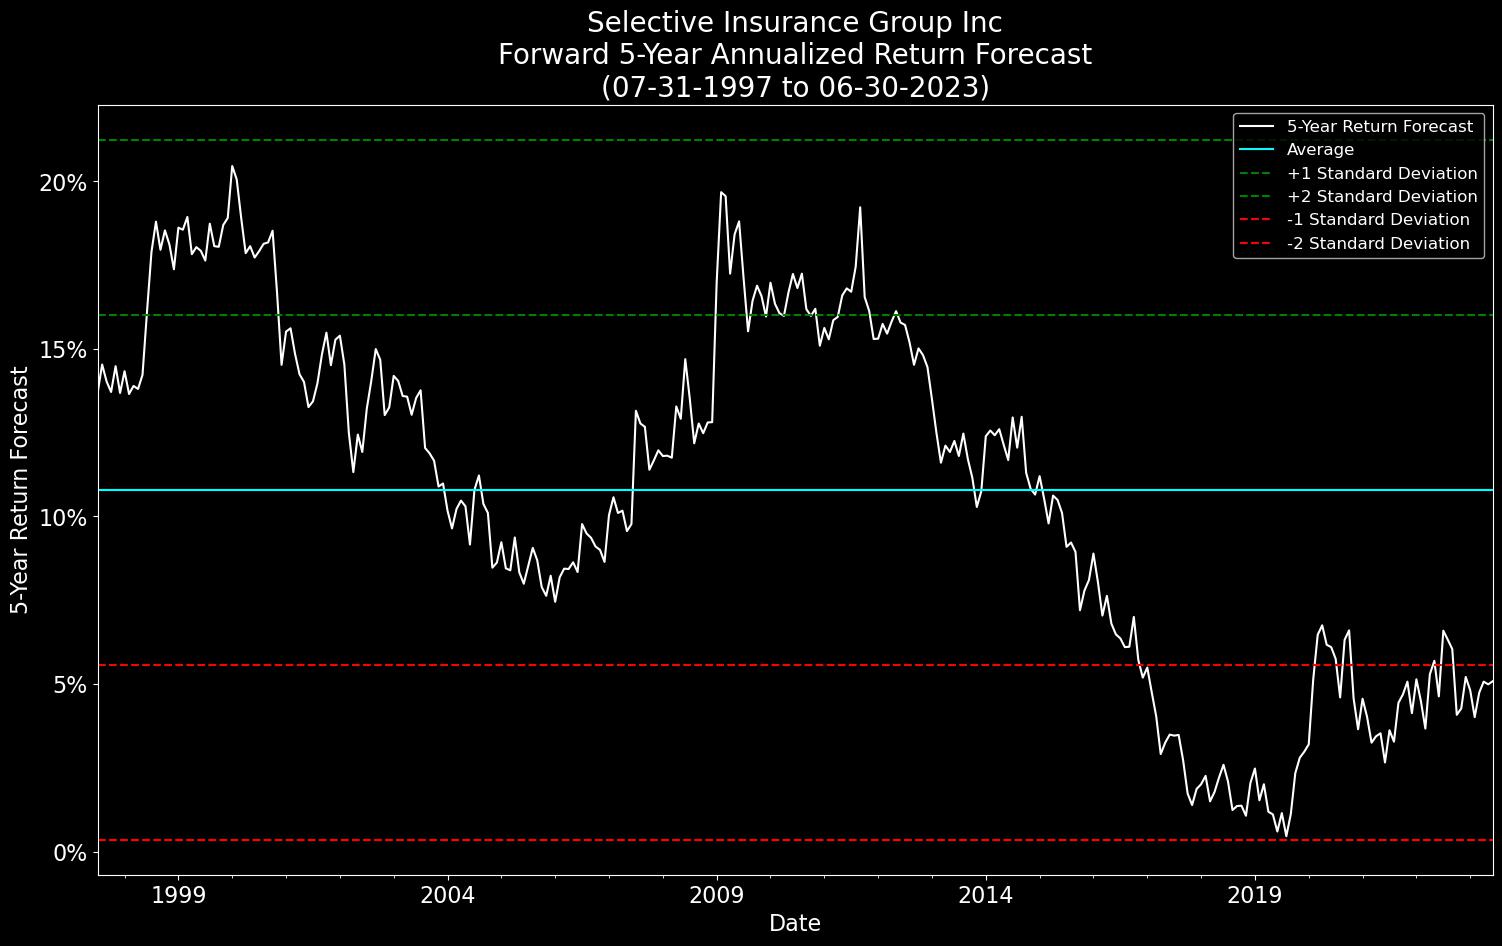 Selective Insurance Group Inc
Forward 5-Year Annualized Return Forecast
(07-31-1997 to 06-30-2023)
5-Year Return Forecast
Average
+1 Standard Deviation
+2 Standard Deviation
-1 Standard Deviation
-2 Standard Deviation
5-Year Return Forecast
20%
15%
10%
5%
0%
1999 2004 2009 2014 2019
Date